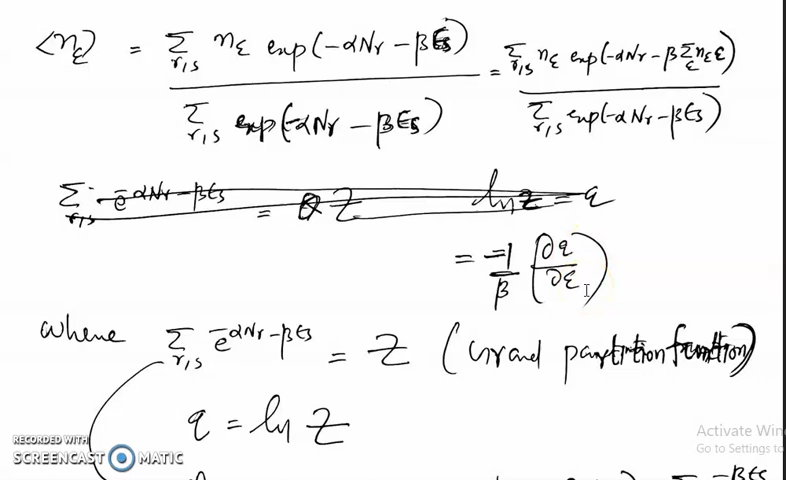 ⟨n_ε⟩ = Σ_{r,s} n_ε exp(-αN_r - βE_s) / Σ_{r,s} exp(-αN_r - βE_s) = Σ_{r,s} n_ε exp(-αN_r - βΣ_ε n_ε ε) / Σ_{r,s} exp(-αN_r - βE_s)
Σ_{r,s} e^{-αN_r - βE_s} = Z ln Z = q
= -1/β (∂q/∂ε)
where Σ_{r,s} e^{-αN_r - βE_s} = Z (Grand partition function)
q = ln Z
Activate Win
Go to Settings to
RECORDED WITH
SCREENCAST MATIC
-βE_s